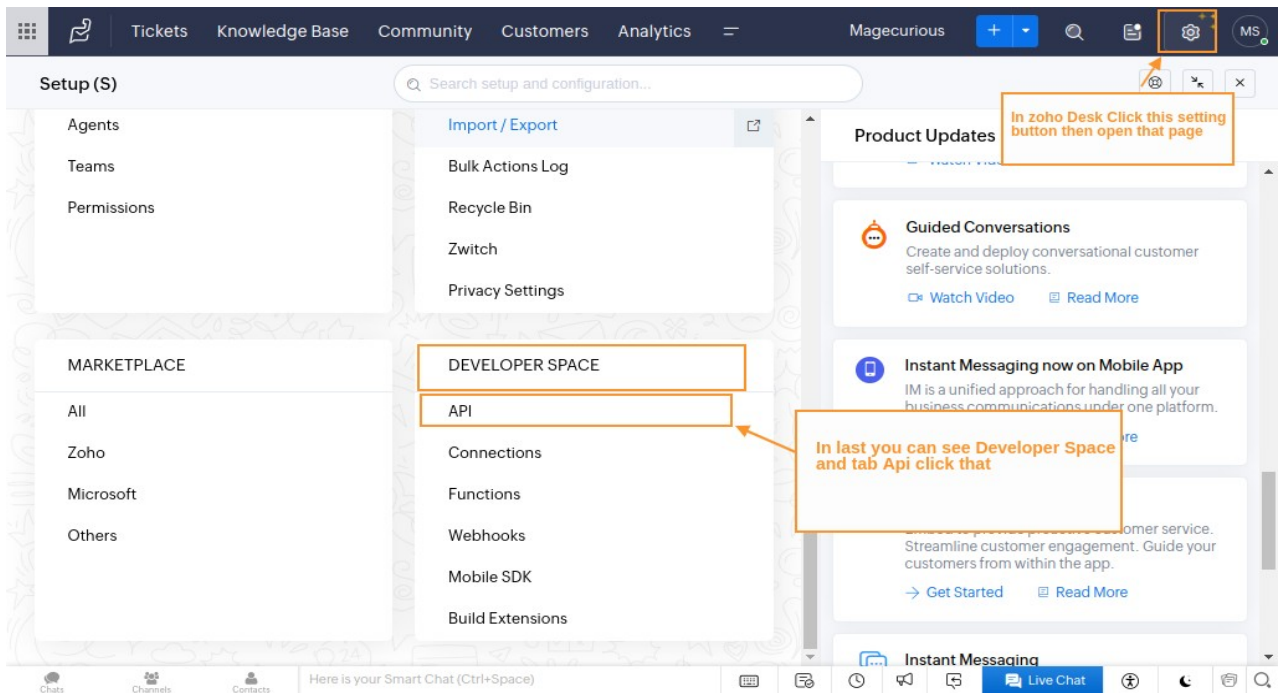 Tickets Knowledge Base Community Customers Analytics Magecurious MS
Setup (S)
Search setup and configuration...
In zoho Desk Click this setting
button then open that page
Agents
Teams
Permissions
Import / Export
Bulk Actions Log
Recycle Bin
Zwitch
Privacy Settings
MARKETPLACE
All
Zoho
Microsoft
Others
DEVELOPER SPACE
API
Connections
Functions
Webhooks
Mobile SDK
Build Extensions
In last you can see Developer Space
and tab Api click that
Product Updates
Guided Conversations
Create and deploy conversational customer
self-service solutions.
Watch Video Read More
Instant Messaging now on Mobile App
IM is a unified approach for handling all your
business communications under one platform.
customer service.
Streamline customer engagement. Guide your
customers from within the app.
Get Started Read More
Instant Messaging
Chats Channels Contacts Here is your Smart Chat (Ctrl+Space) Live Chat